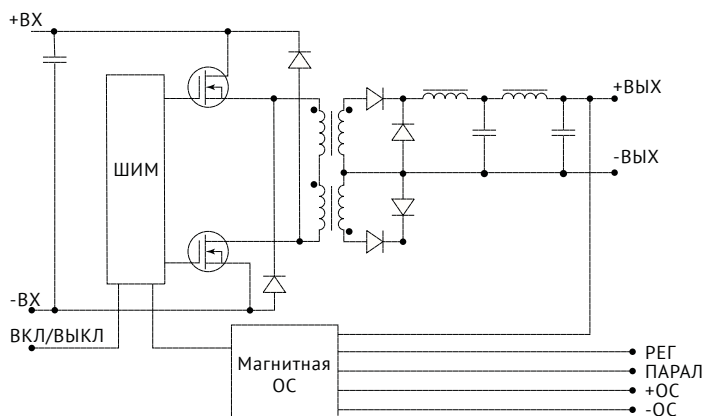 +ВХ
+ВЫХ
ШИМ
-ВЫХ
-ВХ
ВКЛ/ВЫКЛ
Магнитная
ОС
РЕГ
ПАРАЛ
+ОС
-ОС